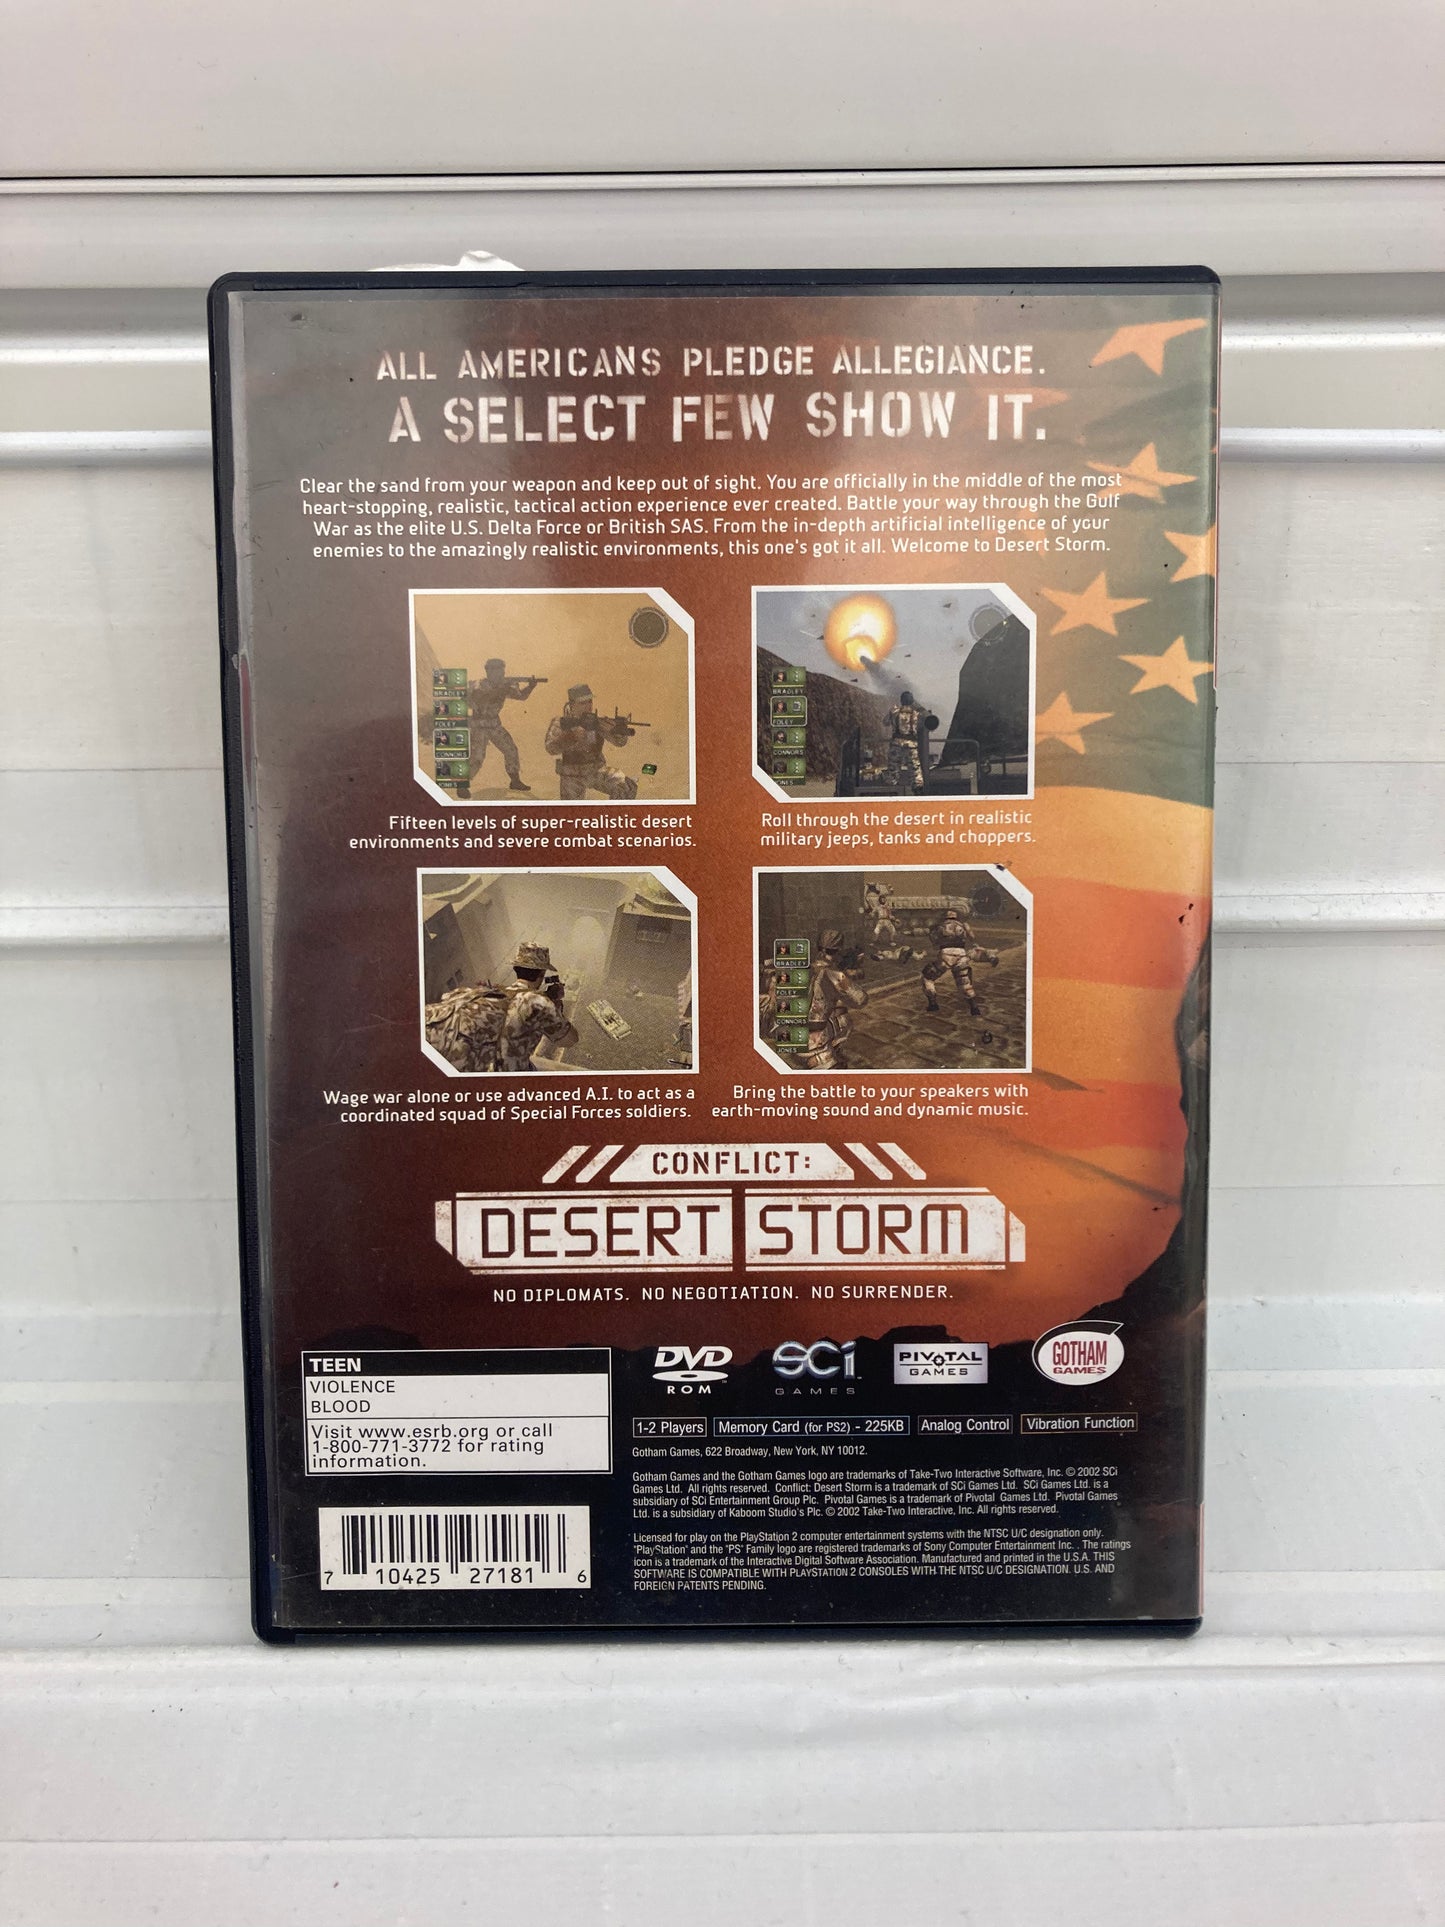 ALL AMERICANS PLEDGE ALLEGIANCE.
A SELECT FEW SHOW IT.
Clear the sand from your weapon and keep out of sight. You are officially in the middle of the most
heart-stopping, realistic, tactical action experience ever created. Battle your way through the Gulf
War as the elite U.S. Delta Force or British SAS. From the in-depth artificial intelligence of your
enemies to the amazingly realistic environments, this one's got it all. Welcome to Desert Storm.
BRADLEY
FOLEY
CONNORS
JONES
BRADLEY
FOLEY
CONNORS
JONES
Fifteen levels of super-realistic desert
environments and severe combat scenarios.
Roll through the desert in realistic
military jeeps, tanks and choppers.
BRADLEY
FOLEY
CONNORS
JONES
Wage war alone or use advanced A.I. to act as a
coordinated squad of Special Forces soldiers.
Bring the battle to your speakers with
earth-moving sound and dynamic music.
CONFLICT:
DESERT STORM
NO DIPLOMATS. NO NEGOTIATION. NO SURRENDER.
TEEN
VIOLENCE
BLOOD
Visit www.esrb.org or call
1-800-771-3772 for rating
information.
DVD
ROM
SCi
GAMES
PIVOTAL
GAMES
GOTHAM
GAMES
1-2 Players
Memory Card (for PS2) - 225KB
Analog Control
Vibration Function
Gotham Games, 622 Broadway, New York, NY 10012.
Gotham Games and the Gotham Games logo are trademarks of Take-Two Interactive Software, Inc. © 2002 SCi
Games Ltd. All rights reserved. Conflict: Desert Storm is a trademark of SCi Games Ltd. SCi Games Ltd. is a
subsidiary of SCi Entertainment Group Plc. Pivotal Games is a trademark of Pivotal Games Ltd. Pivotal Games
Ltd. is a subsidiary of Kaboom Studio's Plc. © 2002 Take-Two Interactive, Inc. All rights reserved.
Licensed for play on the PlayStation 2 computer entertainment systems with the NTSC U/C designation only.
"PlayStation" and the "PS" Family logo are registered trademarks of Sony Computer Entertainment Inc. . The ratings
icon is a trademark of the Interactive Digital Software Association. Manufactured and printed in the U.S.A. THIS
SOFTWARE IS COMPATIBLE WITH PLAYSTATION 2 CONSOLES WITH THE NTSC U/C DESIGNATION. U.S. AND
FOREIGN PATENTS PENDING.
7 10425 27181 6